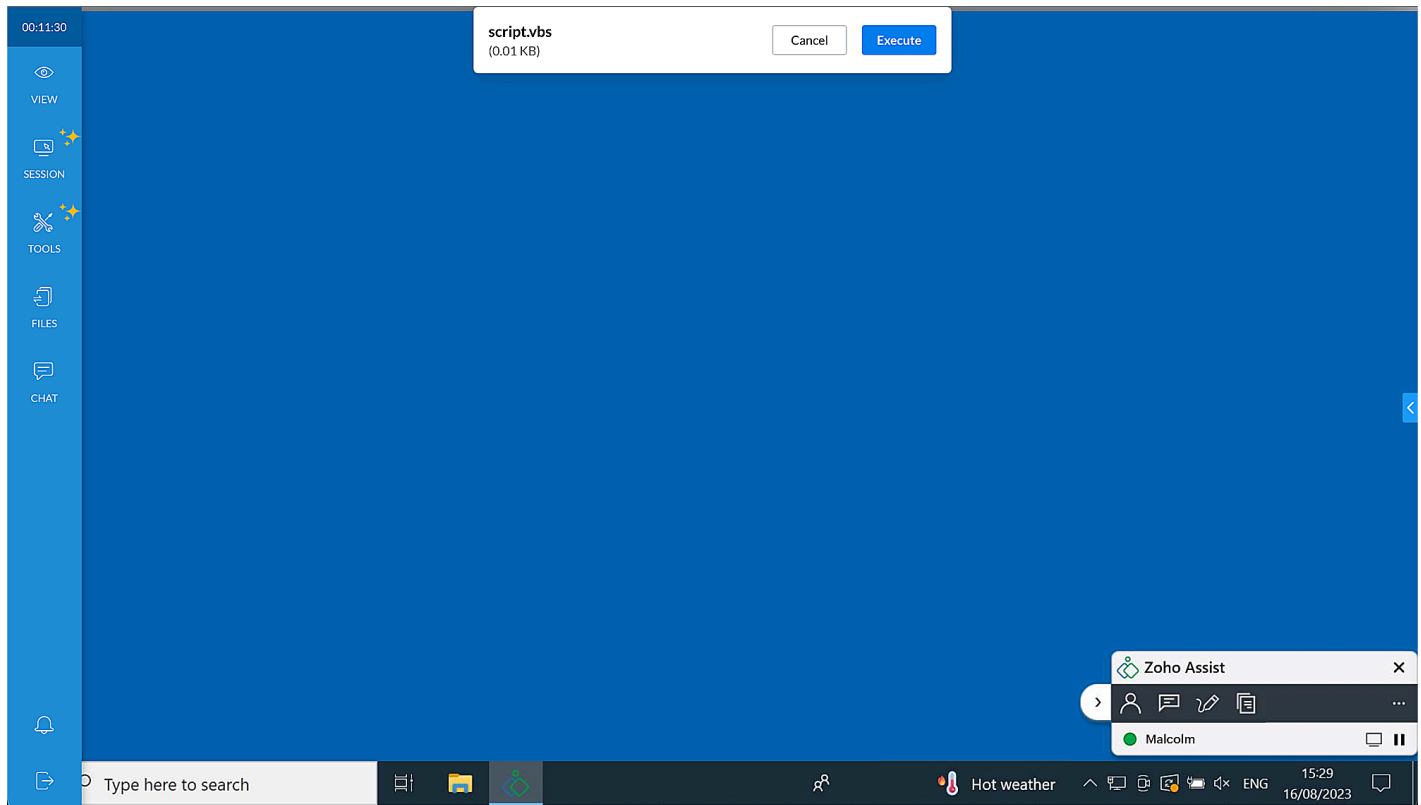 00:11:30
VIEW
SESSION
TOOLS
FILES
CHAT
script.vbs
(0.01 KB)
Cancel
Execute
Zoho Assist
Malcolm
Type here to search
Hot weather
ENG
15:29
16/08/2023